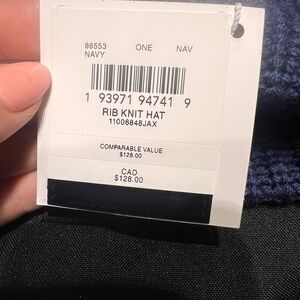 86553 ONE NAV
NAVY
1 93971 94741 9
RIB KNIT HAT
11006848JAX
COMPARABLE VALUE
$128.00
CAD
$128.00